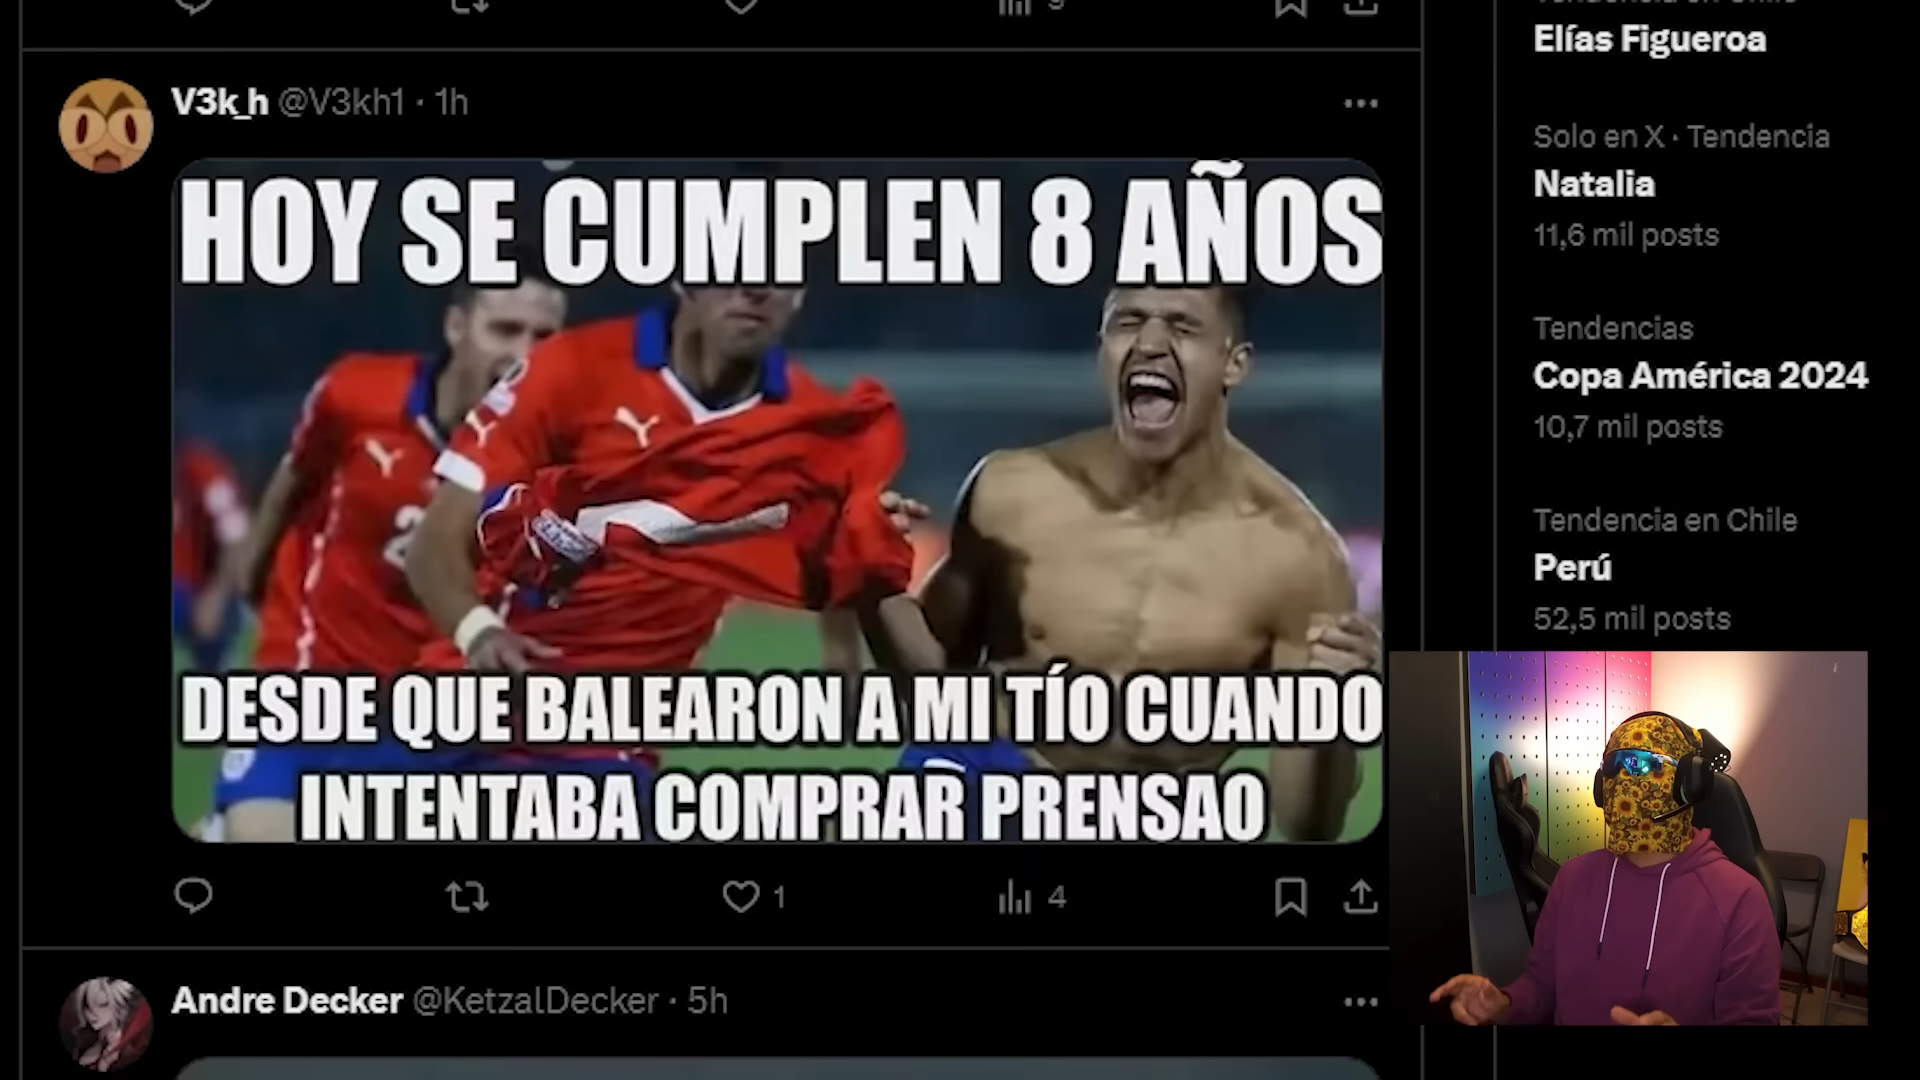 9
Elías Figueroa
V3k_h @V3kh1 · 1h
Solo en X · Tendencia
Natalia
11,6 mil posts
HOY SE CUMPLEN 8 AÑOS
Tendencias
Copa América 2024
10,7 mil posts
Tendencia en Chile
Perú
52,5 mil posts
DESDE QUE BALEARON A MI TÍO CUANDO
INTENTABA COMPRAR PRENSAO
1
4
Andre Decker @KetzalDecker · 5h